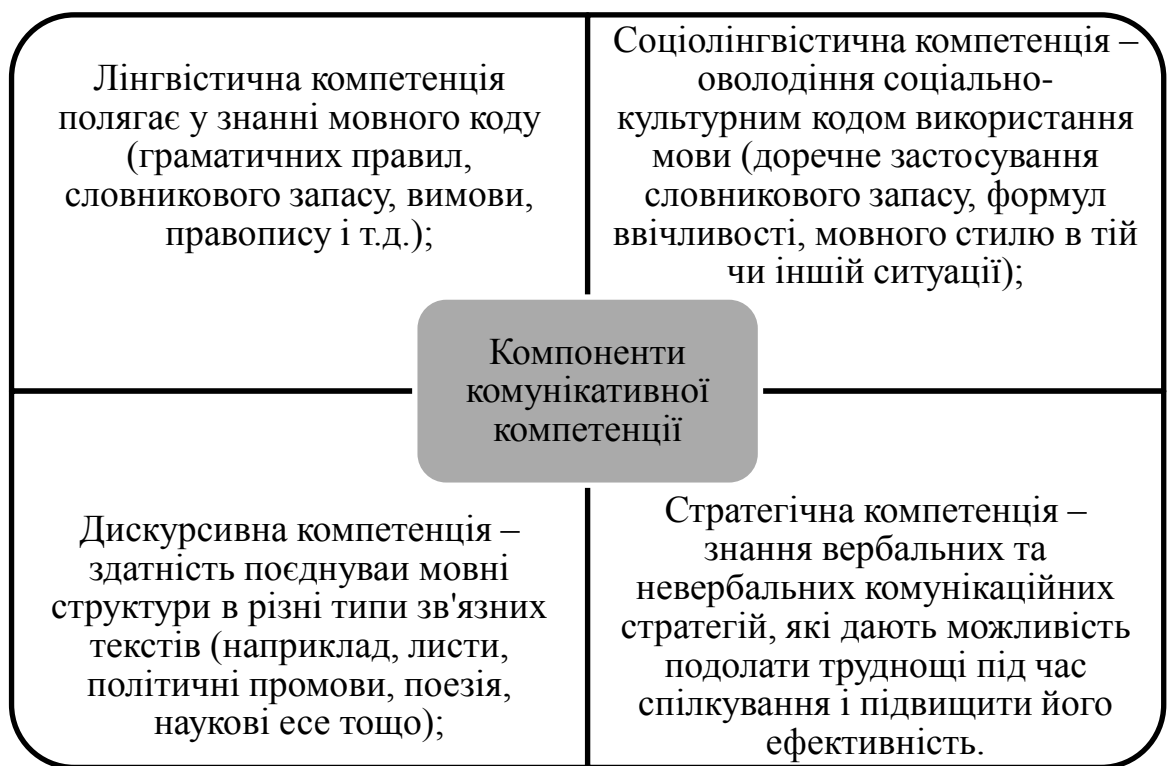 Лінгвістична компетенція
полягає у знанні мовного коду
(граматичних правил,
словникового запасу, вимови,
правопису і т.д.);
Соціолінгвістична компетенція –
оволодіння соціально-
культурним кодом використання
мови (доречне застосування
словникового запасу, формул
ввічливості, мовного стилю в тій
чи іншій ситуації);
Компоненти
комунікативної
компетенції
Дискурсивна компетенція –
здатність поєднуваи мовні
структури в різні типи зв'язних
текстів (наприклад, листи,
політичні промови, поезія,
наукові есе тощо);
Стратегічна компетенція –
знання вербальних та
невербальних комунікаційних
стратегій, які дають можливість
подолати труднощі під час
спілкування і підвищити його
ефективність.